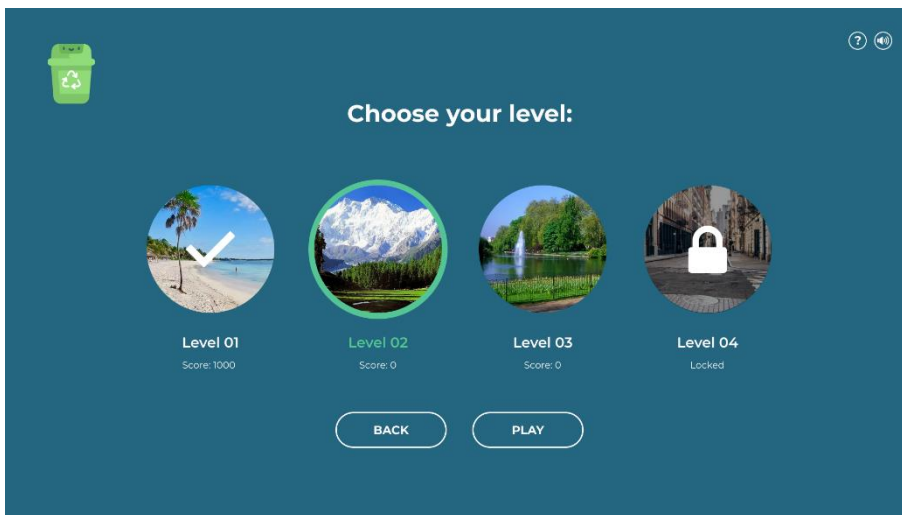 ?
Choose your level:
Level 01
Score: 1000
Level 02
Score: 0
Level 03
Score: 0
Level 04
Locked
BACK
PLAY